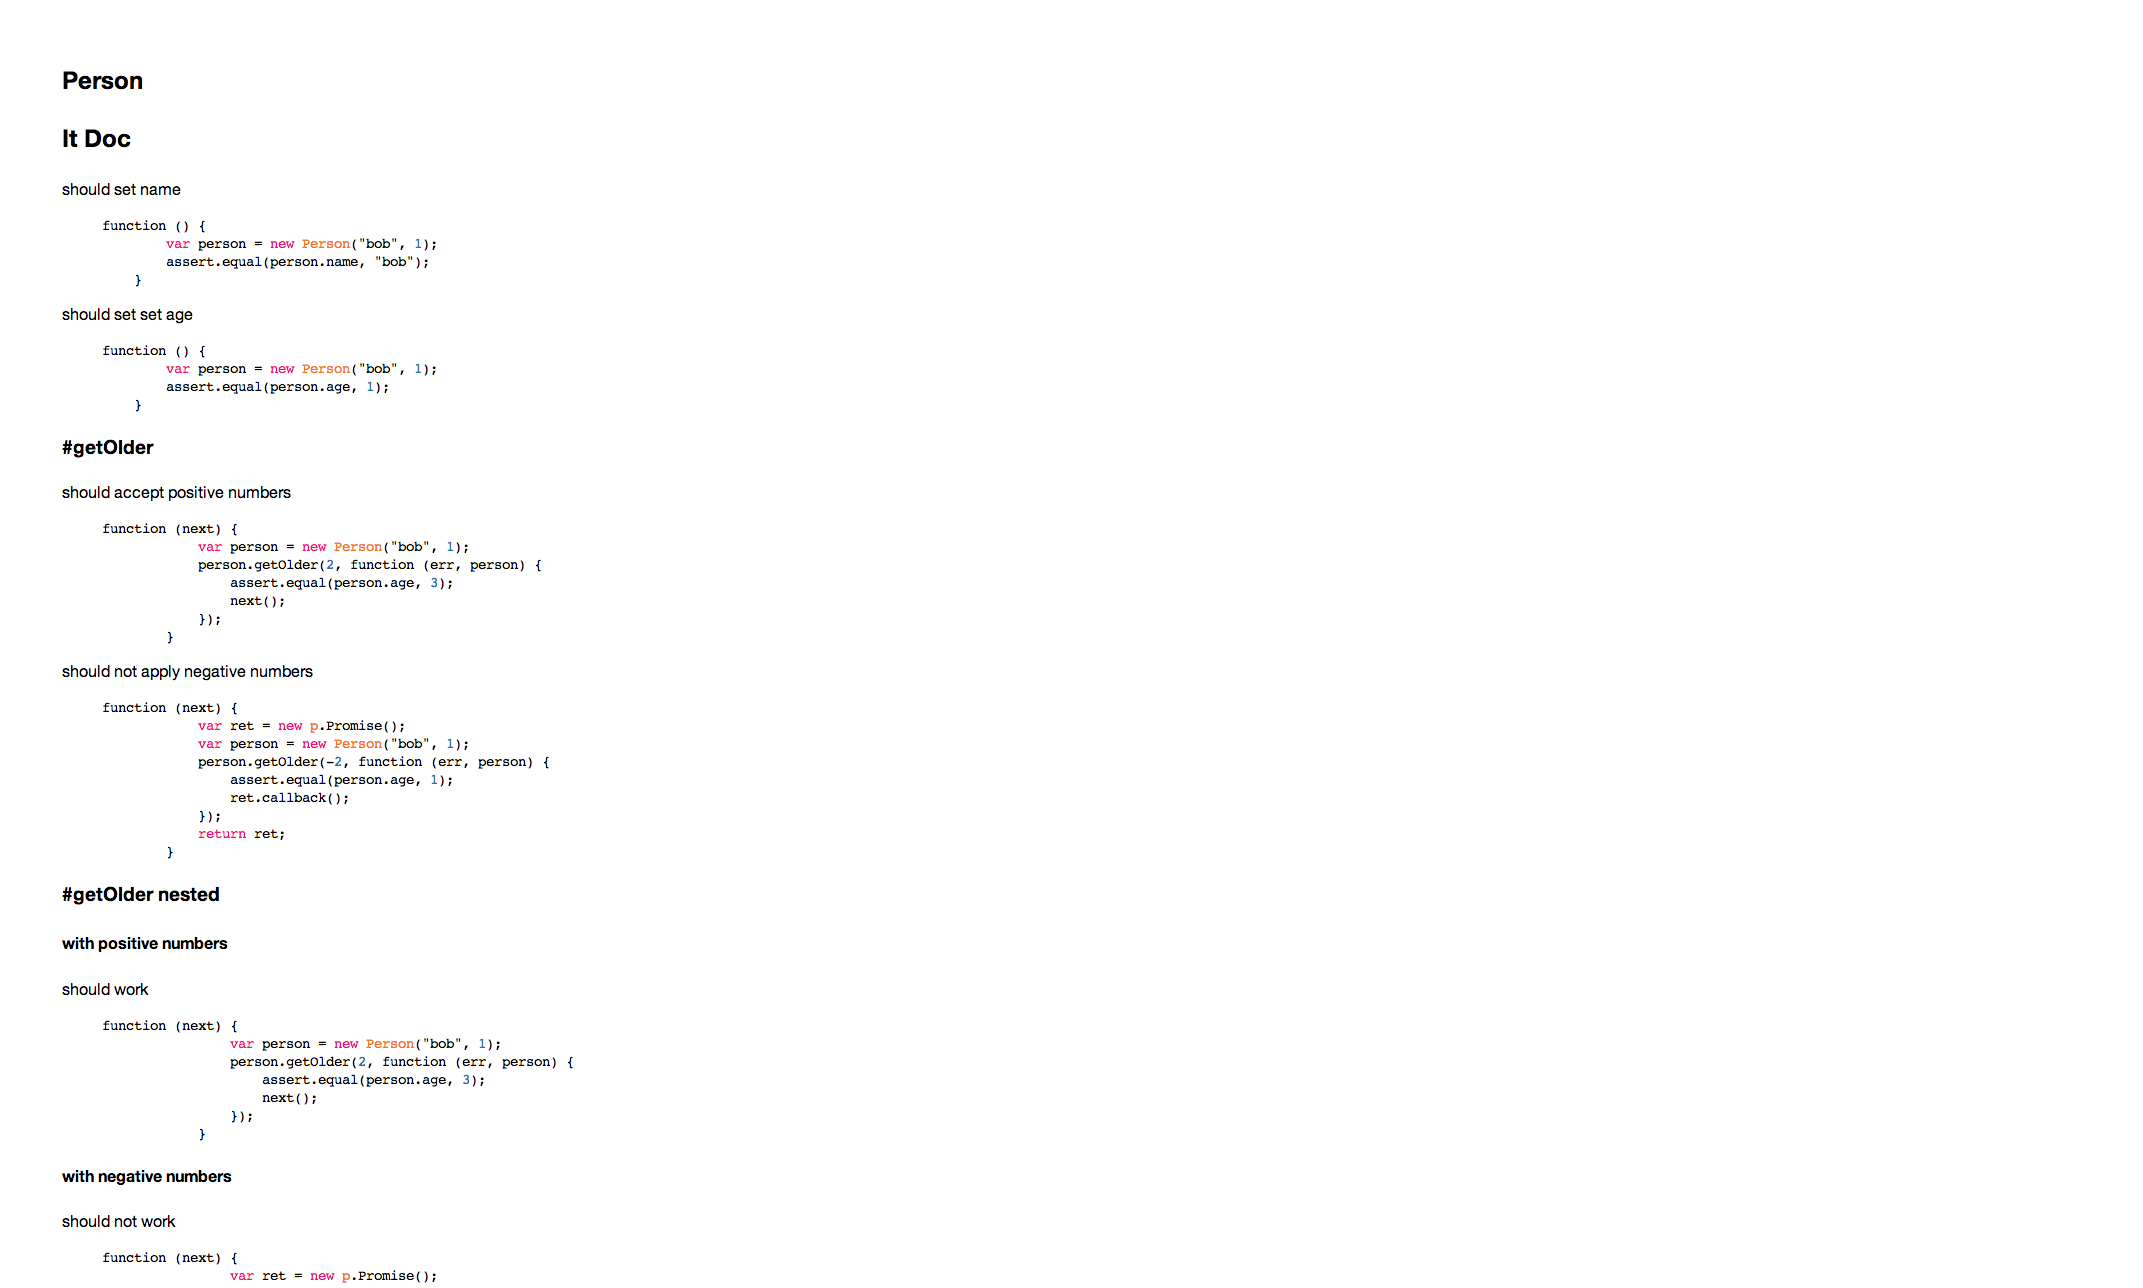 Person
It Doc
should set name
function () {
        var person = new Person("bob", 1);
        assert.equal(person.name, "bob");
    }
should set set age
function () {
        var person = new Person("bob", 1);
        assert.equal(person.age, 1);
    }
#getOlder
should accept positive numbers
function (next) {
            var person = new Person("bob", 1);
            person.getOlder(2, function (err, person) {
                assert.equal(person.age, 3);
                next();
            });
        }
should not apply negative numbers
function (next) {
            var ret = new p.Promise();
            var person = new Person("bob", 1);
            person.getOlder(-2, function (err, person) {
                assert.equal(person.age, 1);
                ret.callback();
            });
            return ret;
        }
#getOlder nested
with positive numbers
should work
function (next) {
                var person = new Person("bob", 1);
                person.getOlder(2, function (err, person) {
                    assert.equal(person.age, 3);
                    next();
                });
            }
with negative numbers
should not work
function (next) {
                var ret = new p.Promise();